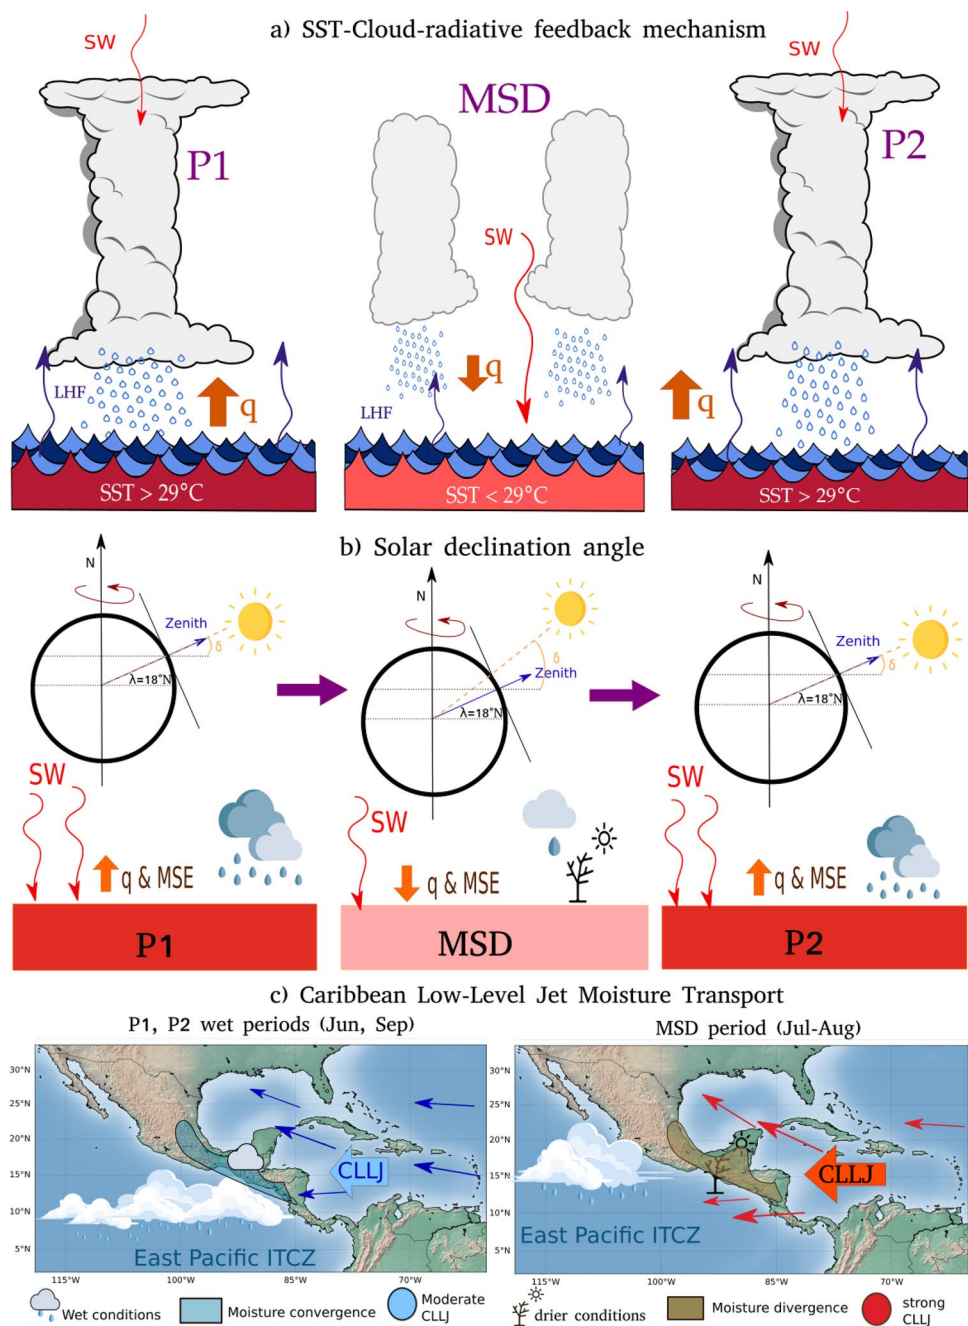 a) SST-Cloud-radiative feedback mechanism
SW
SW
MSD
P1
P2
SW
LHF
q
q
LHF
q
SST > 29°C
SST < 29°C
SST > 29°C
b) Solar declination angle
N
N
N
Zenith
δ
λ=18°N
Zenith
δ
λ=18°N
Zenith
δ
λ=18°N
SW
SW
SW
q & MSE
q & MSE
q & MSE
P1
MSD
P2
c) Caribbean Low-Level Jet Moisture Transport
P1, P2 wet periods (Jun, Sep)
MSD period (Jul-Aug)
30°N
25°N
20°N
15°N
10°N
5°N
CLLJ
East Pacific ITCZ
115°W 100°W 85°W 70°W
30°N
25°N
20°N
15°N
10°N
5°N
CLLJ
East Pacific ITCZ
115°W 100°W 85°W 70°W
Wet conditions
Moisture convergence
Moderate
CLLJ
drier conditions
Moisture divergence
strong
CLLJ